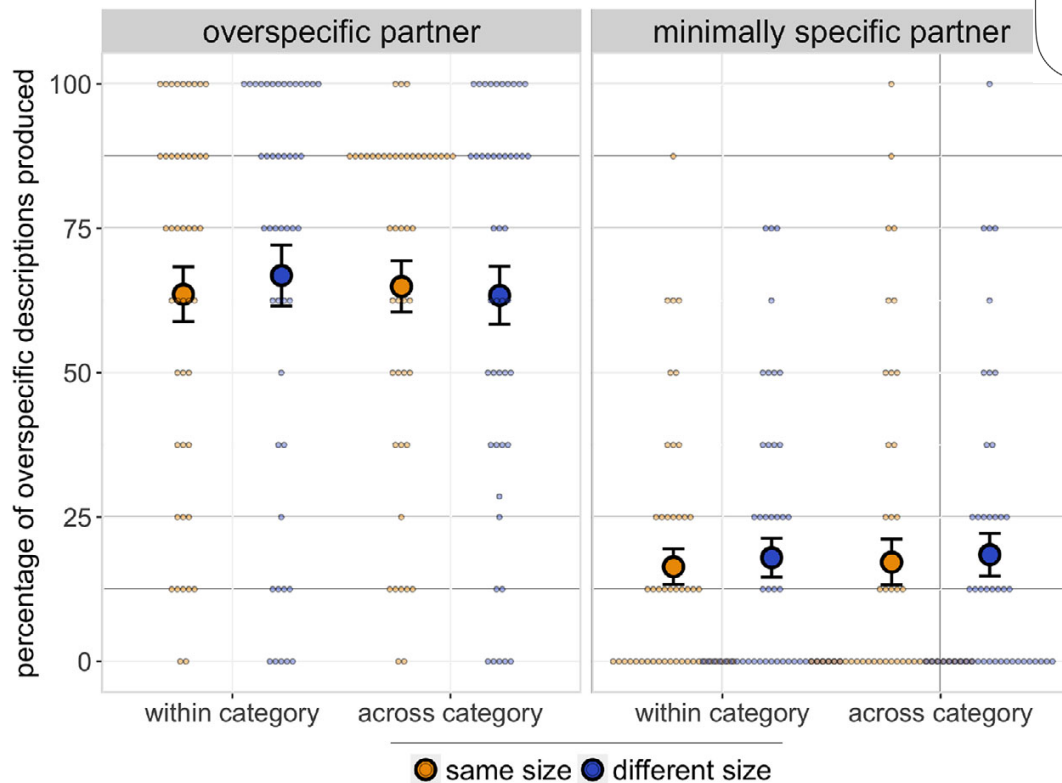 overspecific partner
minimally specific partner
percentage of overspecific descriptions produced
100
75
50
25
0
within category
across category
within category
across category
same size
different size